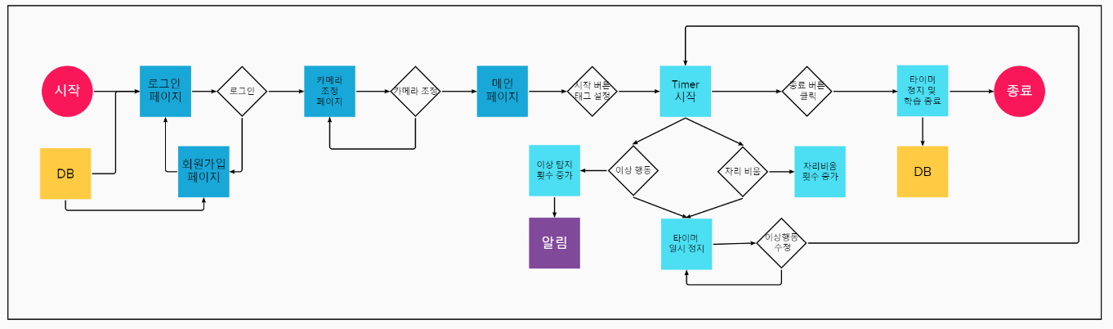 시작
로그인
페이지
로그인
카메라
조정
페이지
카메라 조정
메인
페이지
시작 버튼
태그 설정
Timer
시작
종료 버튼
클릭
타이머
정지 및
학습 종료
종료
DB
회원가입
페이지
이상 탐지
횟수 증가
이상 행동
자리 비움
자리비움
횟수 증가
DB
알림
타이머
일시 정지
이상행동
수정